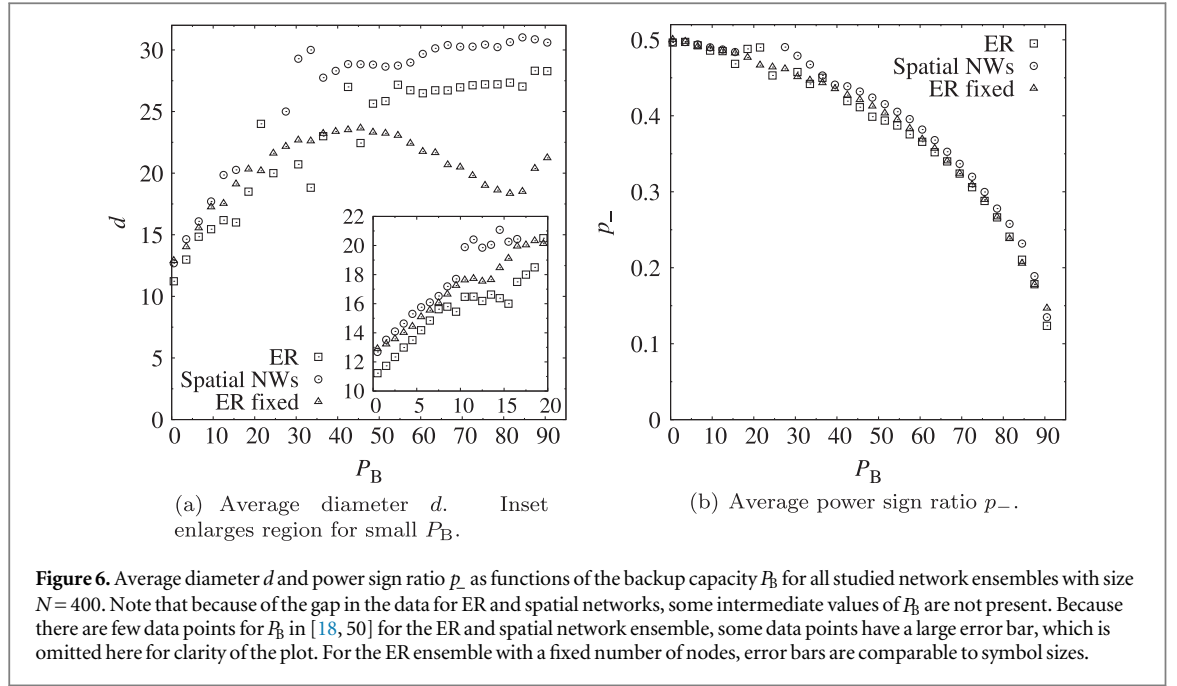 30
25
20
15
10
5
0
d
0 10 20 30 40 50 60 70 80 90
P_B
ER
Spatial NWs
ER fixed
22
20
18
16
14
12
10
0 5 10 15 20
(a) Average diameter d. Inset
enlarges region for small P_B.
0.5
0.4
0.3
0.2
0.1
0
p_−
0 10 20 30 40 50 60 70 80 90
P_B
ER
Spatial NWs
ER fixed
(b) Average power sign ratio p_−.
Figure 6. Average diameter d and power sign ratio p_− as functions of the backup capacity P_B for all studied network ensembles with size
N = 400. Note that because of the gap in the data for ER and spatial networks, some intermediate values of P_B are not present. Because
there are few data points for P_B in [18, 50] for the ER and spatial network ensemble, some data points have a large error bar, which is
omitted here for clarity of the plot. For the ER ensemble with a fixed number of nodes, error bars are comparable to symbol sizes.